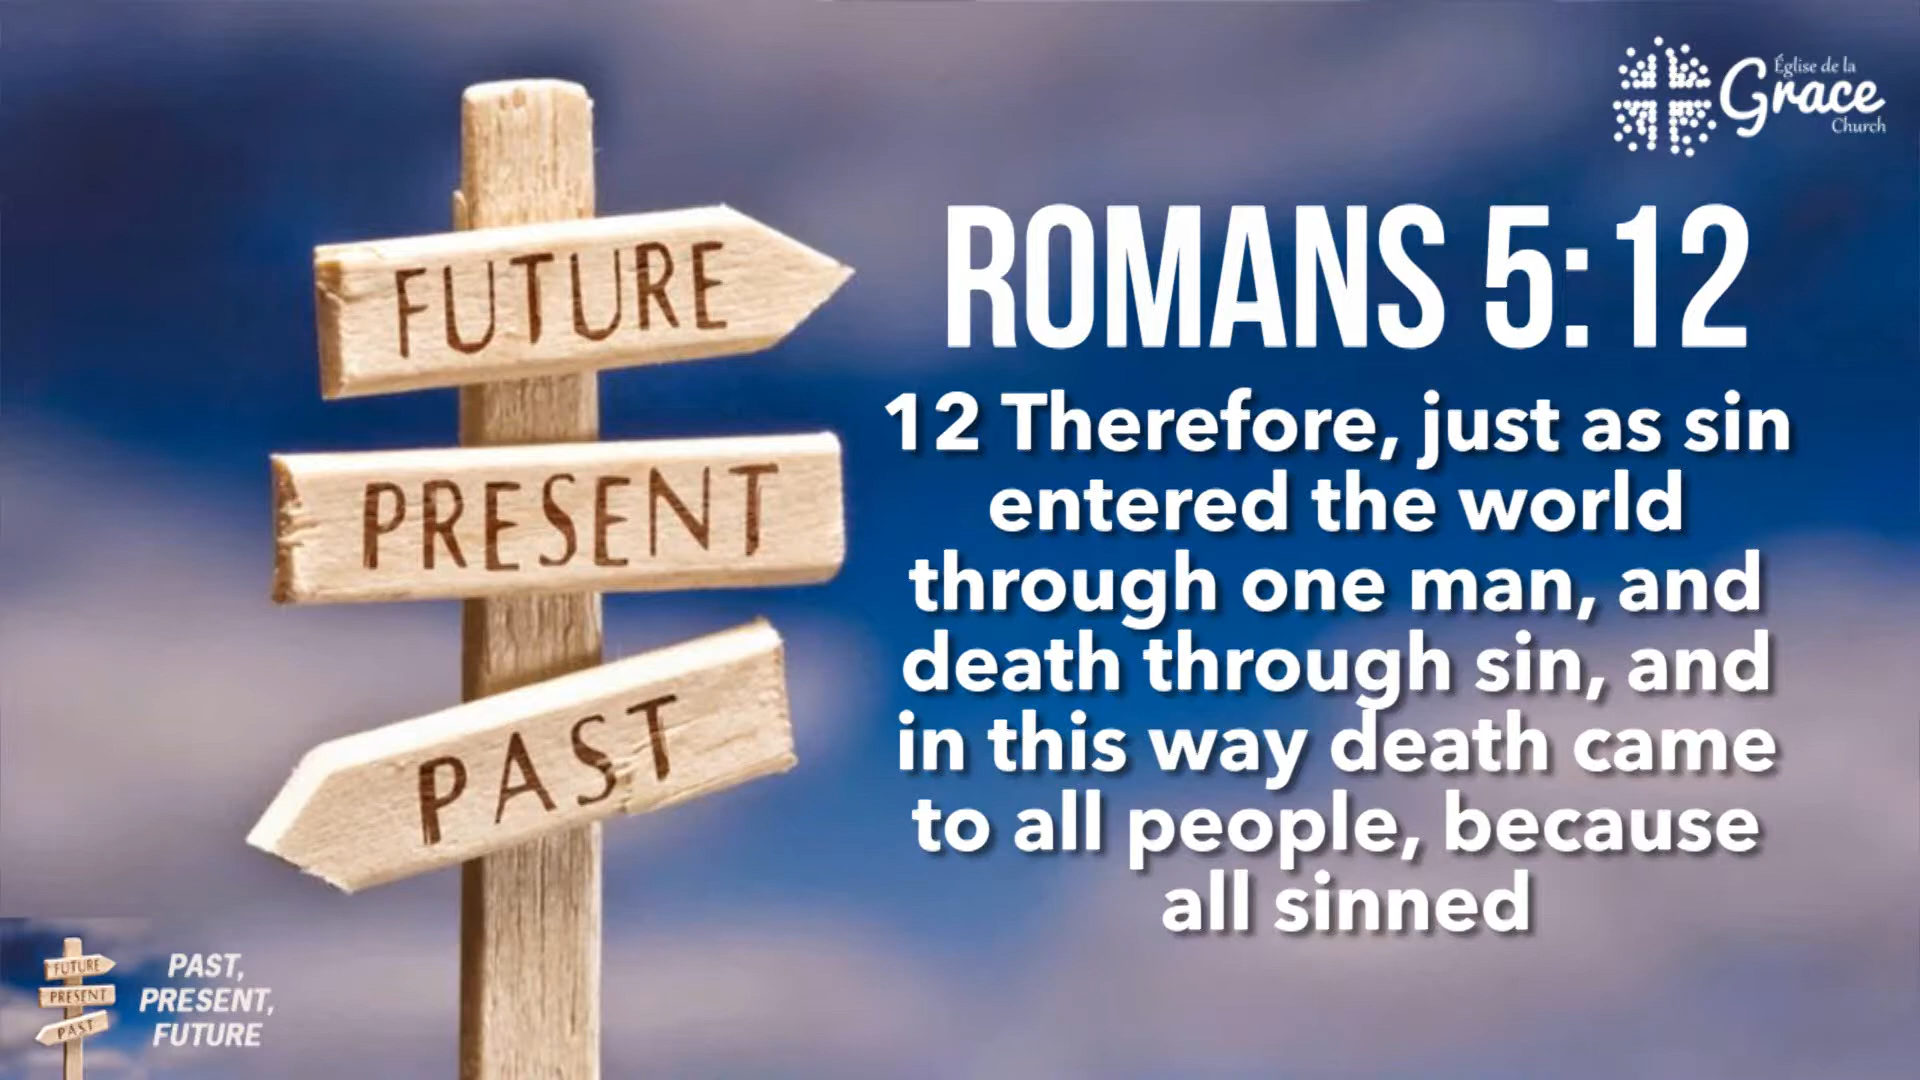 Église de la
Grace
Church
FUTURE
PRESENT
PAST
ROMANS 5:12
12 Therefore, just as sin
entered the world
through one man, and
death through sin, and
in this way death came
to all people, because
all sinned
FUTURE
PRESENT
PAST
PAST,
PRESENT,
FUTURE